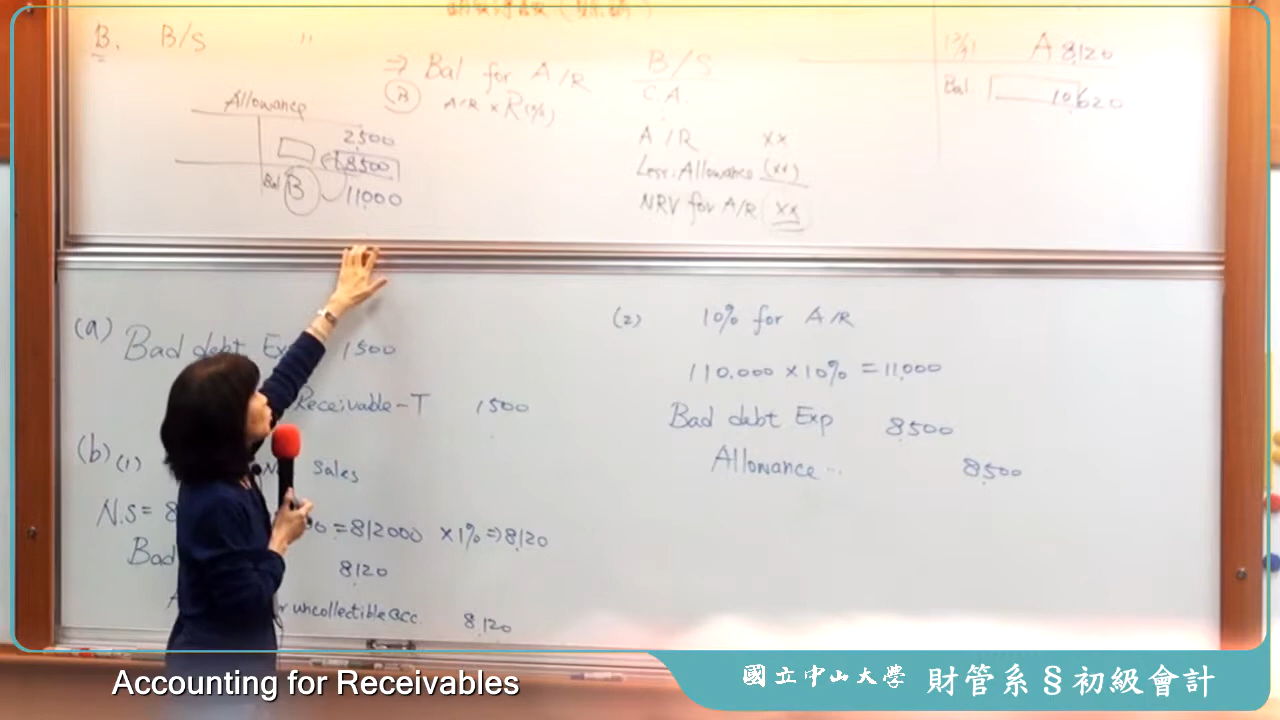 B. B/S "
⇒ Bal for A/R
B A/R × R(%)
Allowance
2,500
8,500
Bal B 11,000
B/S
C.A.
A/R ××
Less: Allowance (××)
NRV for A/R ××
12/31 A 8,120
Bal 10,620
(a) Bad debt Exp 1500
Receivable-T 1500
(b) (1) Sales
N.S = 8 =812000 ×1% ⇒ 8,120
Bad 8,120
uncollectible acc. 8,120
(2) 10% for A/R
110,000 ×10% = 11,000
Bad debt Exp 8,500
Allowance... 8,500
Accounting for Receivables
國立中山大學 財管系§初級會計